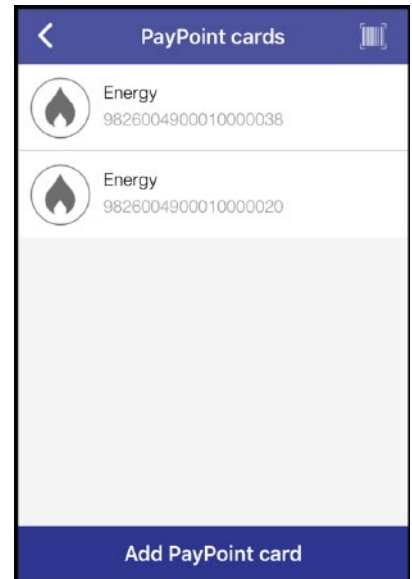 PayPoint cards
Energy
9826004900010000038
Energy
9826004900010000020
Add PayPoint card